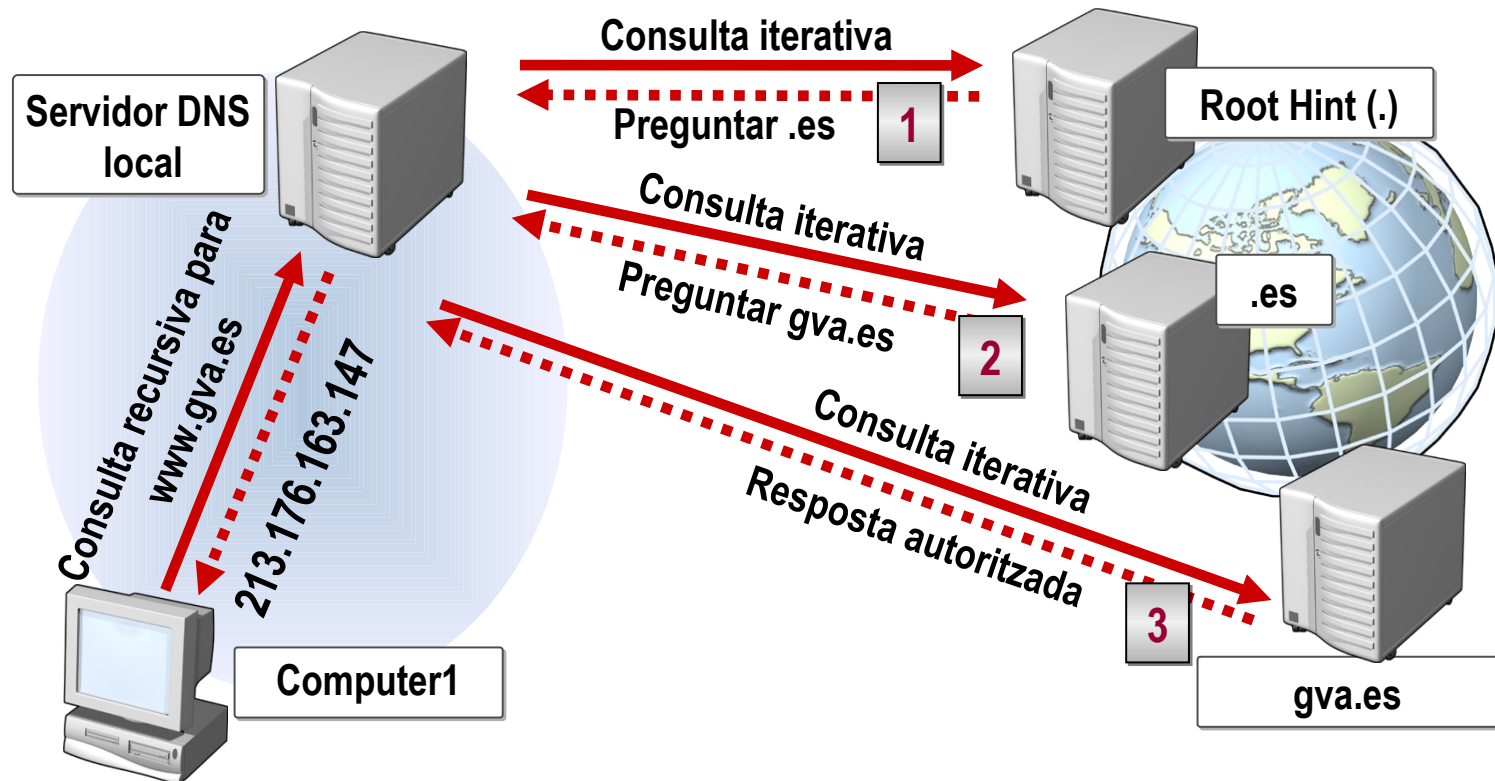 Consulta iterativa
Servidor DNS
local
Root Hint (.)
Preguntar .es
1
Consulta iterativa
Preguntar gva.es
2
.es
Consulta recursiva para
www.gva.es
213.176.163.147
Consulta iterativa
Resposta autoritzada
3
Computer1
gva.es